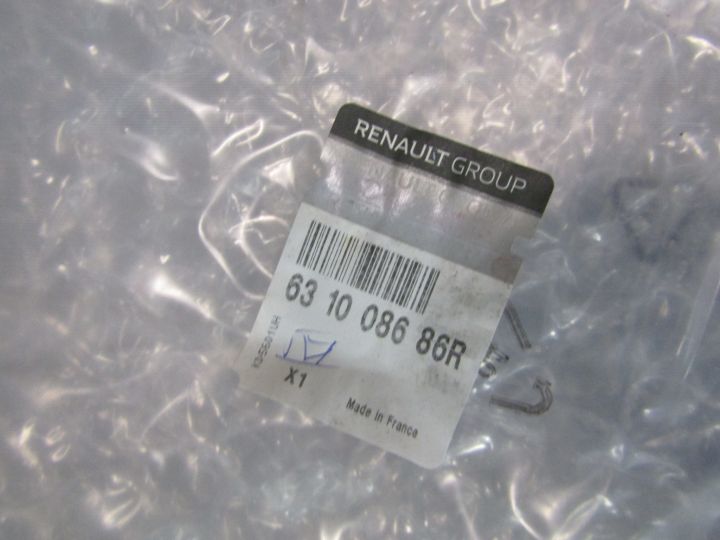 RENAULT GROUP
63 10 086 86R
X1
Made in France